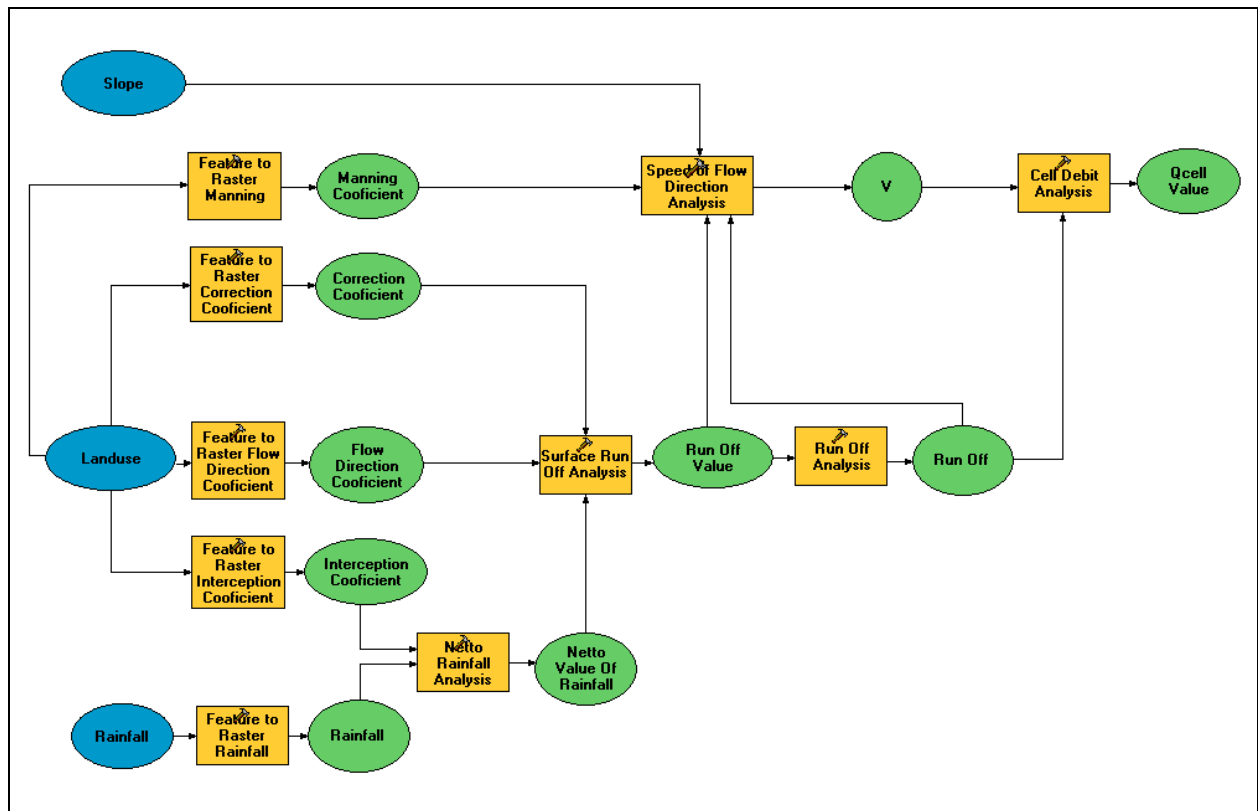 Slope
Feature to
Raster
Manning
Manning
Cooficient
Speed of Flow
Direction
Analysis
V
Cell Debit
Analysis
Qcell
Value
Feature to
Raster
Correction
Cooficient
Correction
Cooficient
Landuse
Feature to
Raster Flow
Direction
Cooficient
Flow
Direction
Cooficient
Surface Run
Off Analysis
Run Off
Value
Run Off
Analysis
Run Off
Feature to
Raster
Interception
Cooficient
Interception
Cooficient
Netto
Rainfall
Analysis
Netto
Value Of
Rainfall
Rainfall
Feature to
Raster
Rainfall
Rainfall